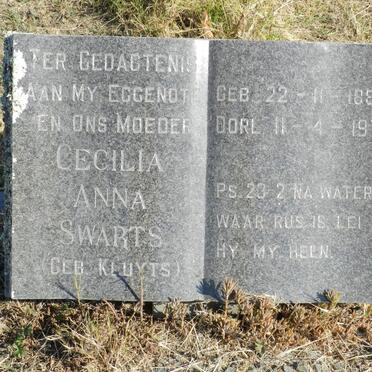 TER GEDAGTENIS
AAN MY EGGENOTE
EN ONS MOEDER
CECILIA
ANNA
SWARTS
(GEB. KLUYTS)
GEB. 22 - 11 - 18
OORL. 11 - 4 - 19
PS. 23-2 NA WATER
WAAR RUS IS, LEI
HY MY HEEN.